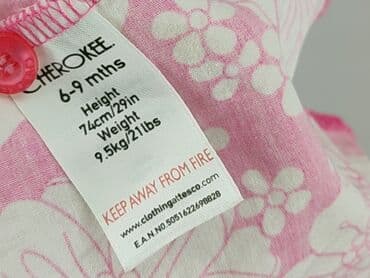 CHEROKEE.
6-9 mths
Height
74cm/29in
Weight
9.5kg/21lbs
KEEP AWAY FROM FIRE
www.clothingattesco.com
E.A.N NO.5051622698828